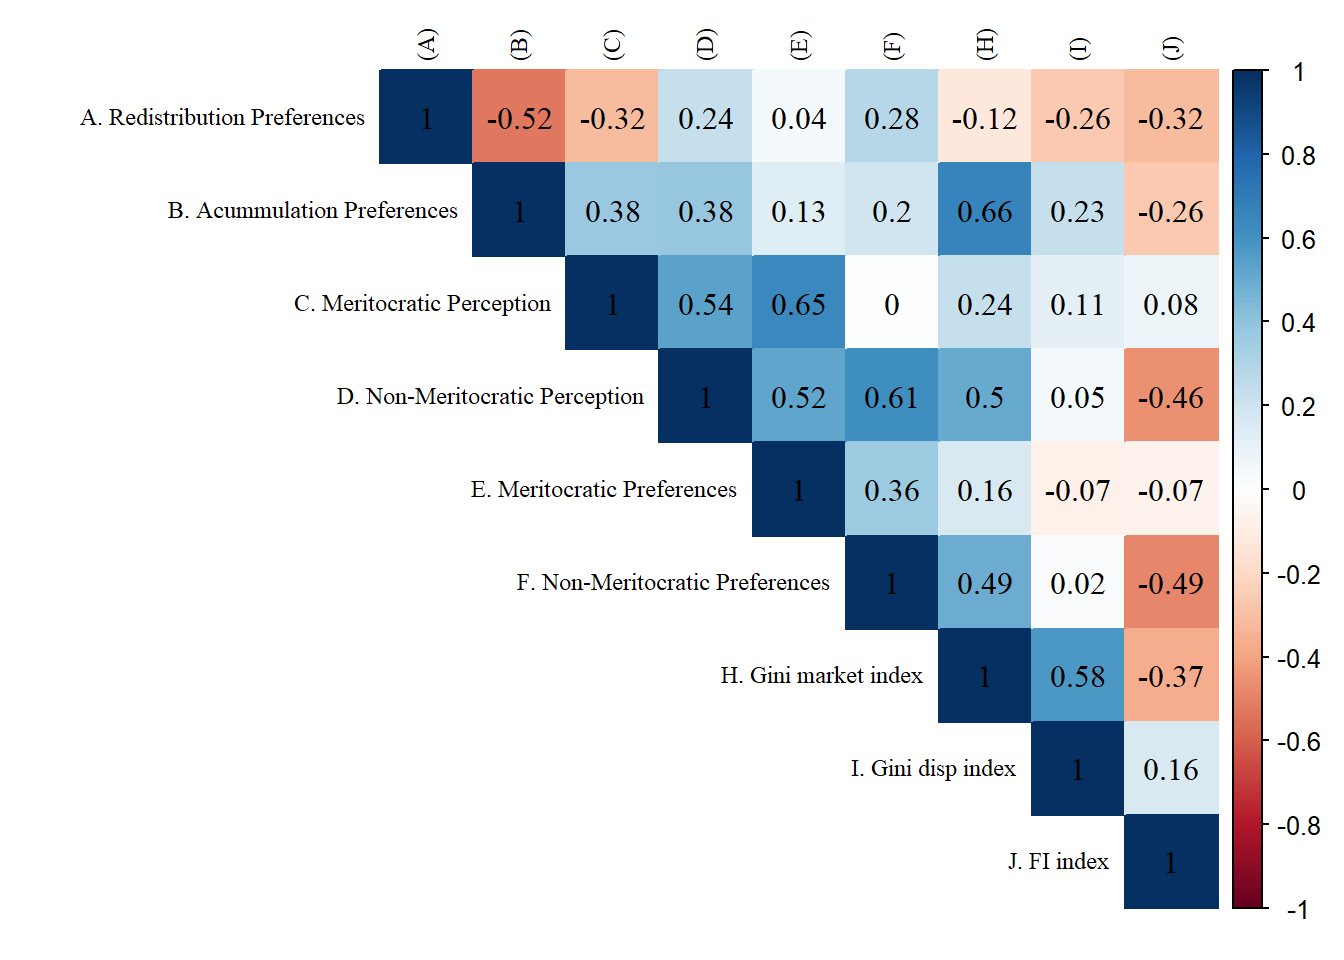 (A) (B) (C) (D) (E) (F) (H) (I) (J)
A. Redistribution Preferences 1 -0.52 -0.32 0.24 0.04 0.28 -0.12 -0.26 -0.32
B. Acummulation Preferences 1 0.38 0.38 0.13 0.2 0.66 0.23 -0.26
C. Meritocratic Perception 1 0.54 0.65 0 0.24 0.11 0.08
D. Non-Meritocratic Perception 1 0.52 0.61 0.5 0.05 -0.46
E. Meritocratic Preferences 1 0.36 0.16 -0.07 -0.07
F. Non-Meritocratic Preferences 1 0.49 0.02 -0.49
H. Gini market index 1 0.58 -0.37
I. Gini disp index 1 0.16
J. FI index 1
1
0.8
0.6
0.4
0.2
0
-0.2
-0.4
-0.6
-0.8
-1